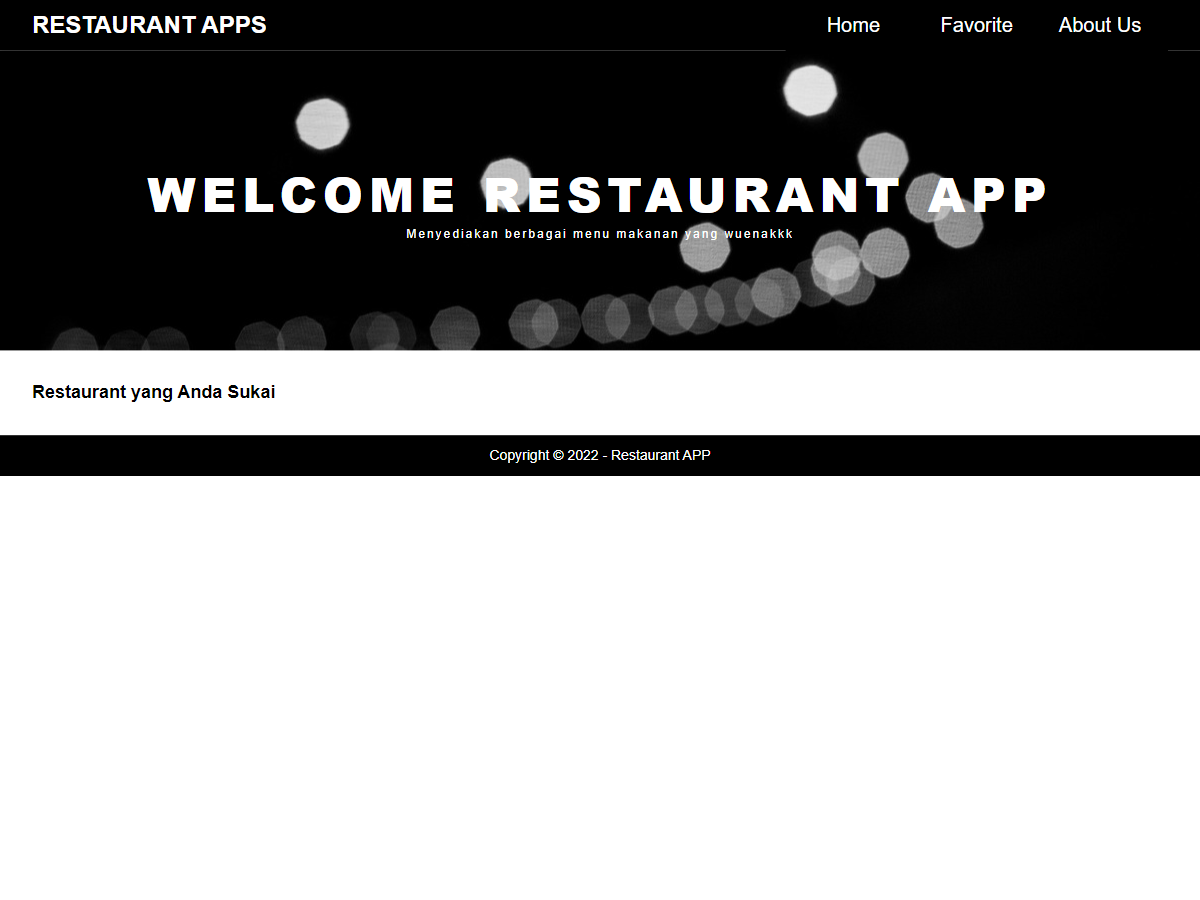 RESTAURANT APPS
Home Favorite About Us
WELCOME RESTAURANT APP
Menyediakan berbagai menu makanan yang wuenakkk
Restaurant yang Anda Sukai
Copyright © 2022 - Restaurant APP